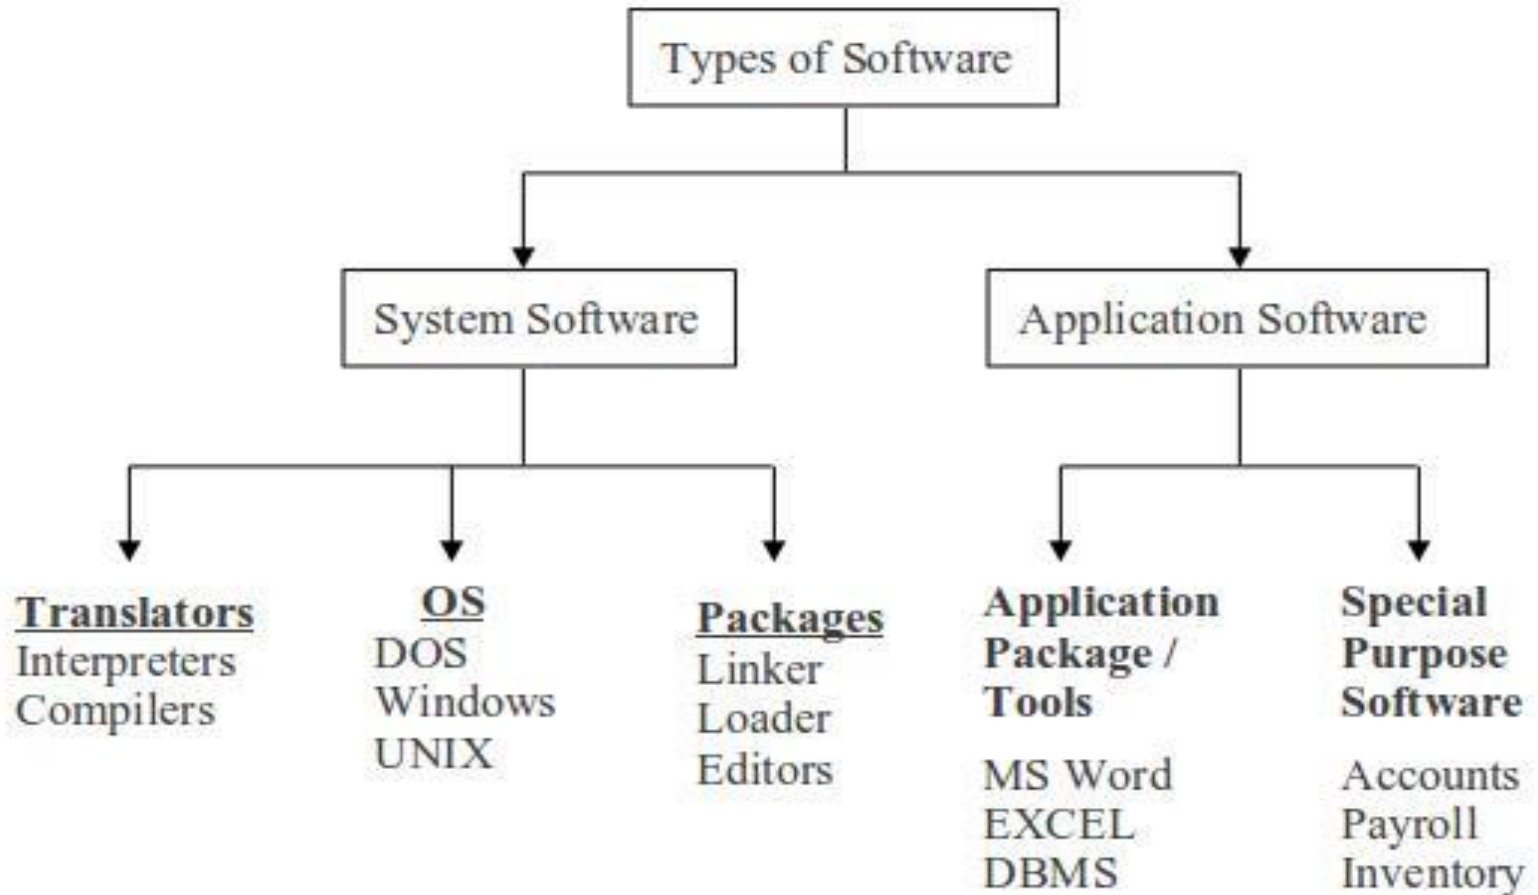 Types of Software
System Software
Application Software
Translators
Interpreters
Compilers
OS
DOS
Windows
UNIX
Packages
Linker
Loader
Editors
Application
Package /
Tools
MS Word
EXCEL
DBMS
Special
Purpose
Software
Accounts
Payroll
Inventory